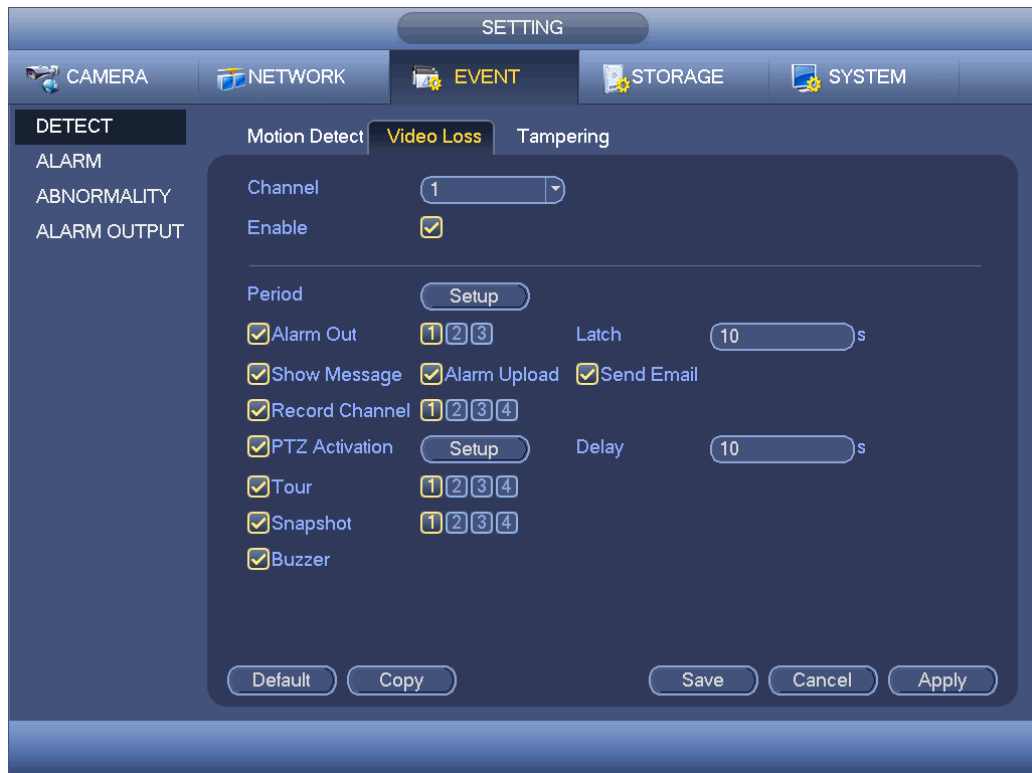 SETTING
CAMERA NETWORK EVENT STORAGE SYSTEM
DETECT
ALARM
ABNORMALITY
ALARM OUTPUT
Motion Detect Video Loss Tampering
Channel 1
Enable
Period Setup
Alarm Out 1 2 3 Latch 10 s
Show Message Alarm Upload Send Email
Record Channel 1 2 3 4
PTZ Activation Setup Delay 10 s
Tour 1 2 3 4
Snapshot 1 2 3 4
Buzzer
Default Copy Save Cancel Apply